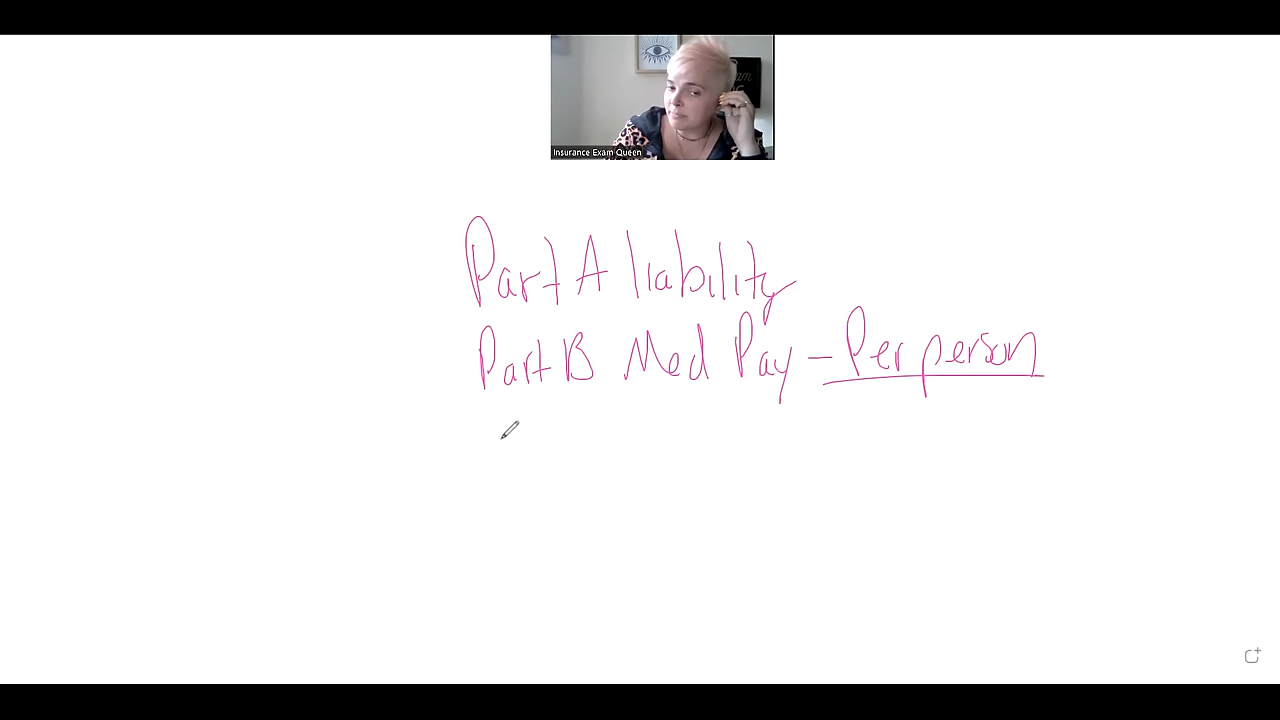 Insurance Exam Queen
Part A liability
Part B Med Pay – Per person